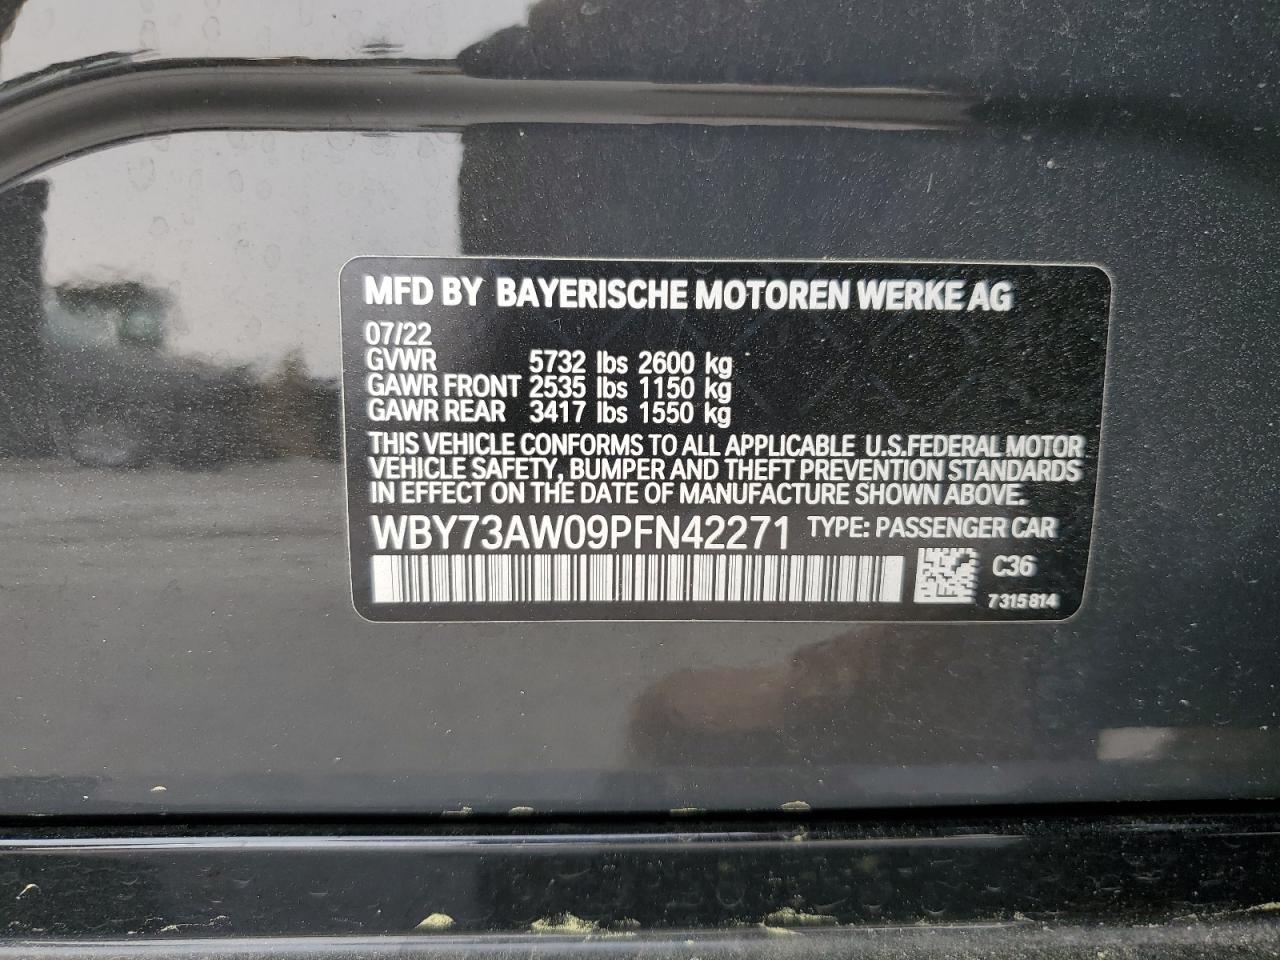 MFD BY BAYERISCHE MOTOREN WERKE AG
07/22
GVWR 5732 lbs 2600 kg
GAWR FRONT 2535 lbs 1150 kg
GAWR REAR 3417 lbs 1550 kg
THIS VEHICLE CONFORMS TO ALL APPLICABLE U.S.FEDERAL MOTOR
VEHICLE SAFETY, BUMPER AND THEFT PREVENTION STANDARDS
IN EFFECT ON THE DATE OF MANUFACTURE SHOWN ABOVE.
WBY73AW09PFN42271 TYPE: PASSENGER CAR
C36
7315814